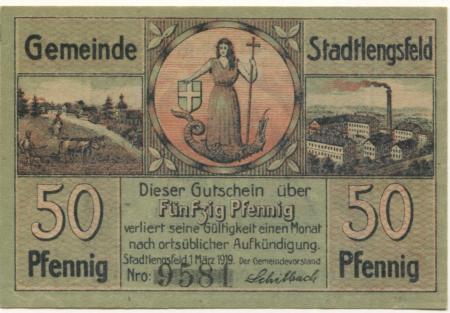 Gemeinde Stadtlengsfeld
50 Pfennig
Dieser Gutschein über
Fünfzig Pfennig
verliert seine Gültigkeit einen Monat
nach ortsüblicher Aufkündigung.
Stadtlengsfeld, 1 März 1919. Der Gemeindevorstand
Nro: 9581 Schilbach
50 Pfennig